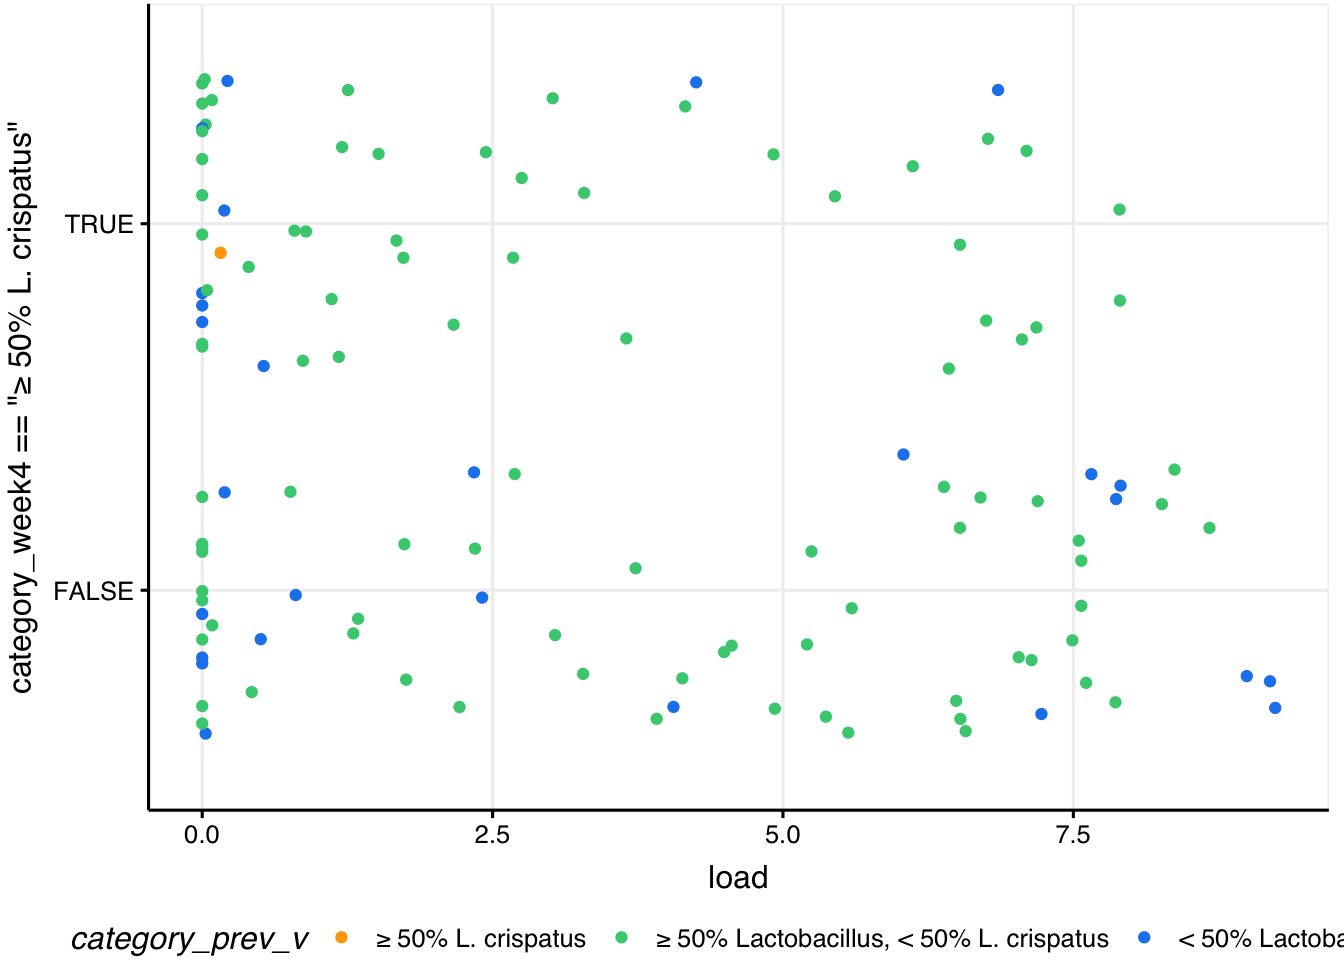 category_week4 == "≥ 50% L. crispatus"
TRUE
FALSE
0.0 2.5 5.0 7.5
load
category_prev_v ≥ 50% L. crispatus ≥ 50% Lactobacillus, < 50% L. crispatus < 50% Lactoba